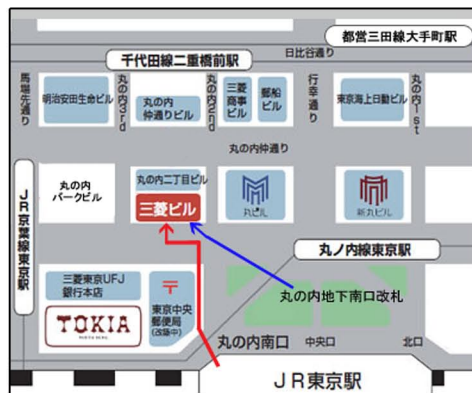 都営三田線大手町駅
千代田線二重橋前駅
日比谷通り
馬場先通り
明治安田生命ビル
丸の内3rd
丸の内
仲通りビル
丸の内2nd
三菱
商事
ビル
郵船
ビル
行幸通り
東京海上日動ビル
丸の内1st
丸の内仲通り
丸の内
パークビル
丸の内二丁目ビル
三菱ビル
丸ビル
新丸ビル
JR京葉線東京駅
丸ノ内線東京駅
三菱東京UFJ
銀行本店
TOKIA
〒
東京中央
郵便局
(改築中)
丸の内地下南口改札
丸の内南口
中央口
北口
JR東京駅